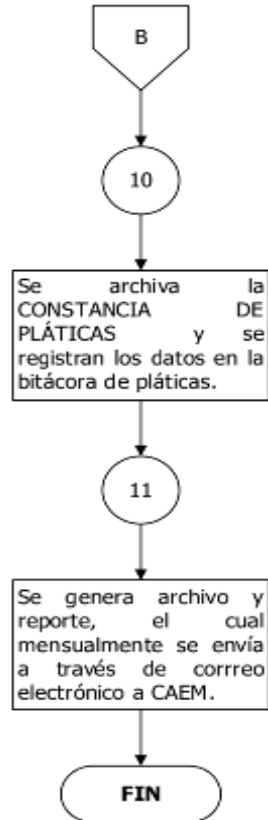 B
10
Se archiva la
CONSTANCIA DE
PLÁTICAS y se
registran los datos en la
bitácora de pláticas.
11
Se genera archivo y
reporte, el cual
mensualmente se envía
a través de corrreo
electrónico a CAEM.
FIN